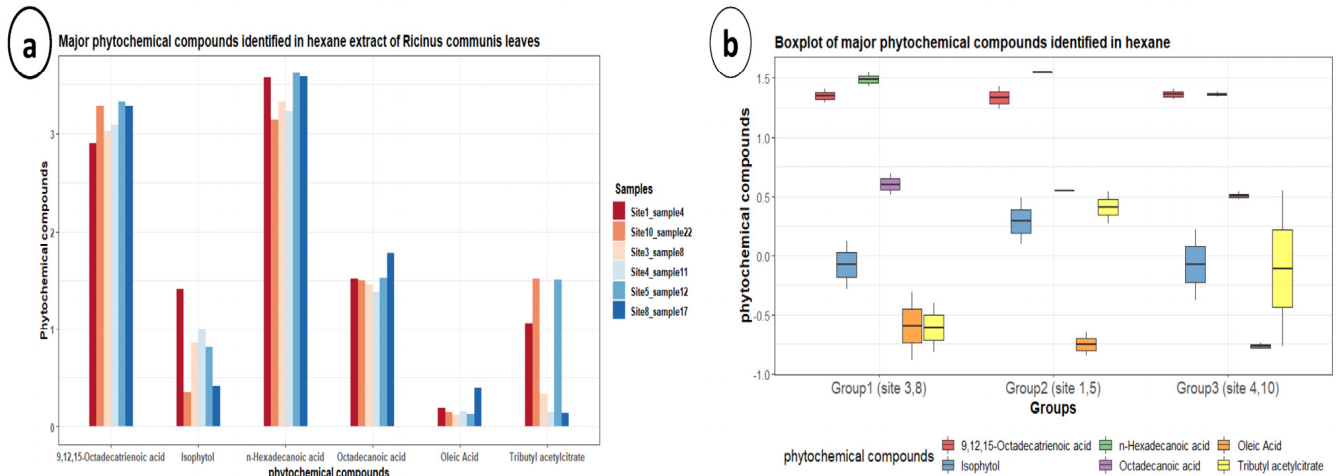 a
Major phytochemical compounds identified in hexane extract of Ricinus communis leaves
Phytochemical compounds
3
2
1
0
9,12,15-Octadecatrienoic acid Isophytol n-Hexadecanoic acid Octadecanoic acid Oleic Acid Tributyl acetylcitrate
phytochemical compounds
Samples
Site1_sample4
Site10_sample22
Site3_sample8
Site4_sample11
Site5_sample12
Site8_sample17
b
Boxplot of major phytochemical compounds identified in hexane
phytochemical compounds
1.5
1.0
0.5
0.0
-0.5
-1.0
Group1 (site 3,8) Group2 (site 1,5) Group3 (site 4,10)
Groups
phytochemical compounds
9,12,15-Octadecatrienoic acid n-Hexadecanoic acid Oleic Acid
Isophytol Octadecanoic acid Tributyl acetylcitrate